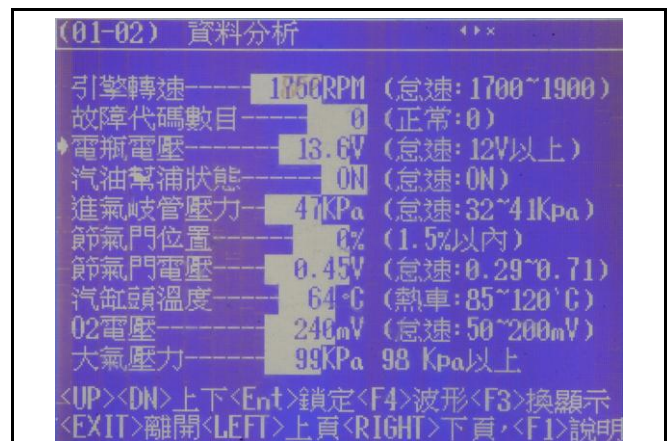 (01-02) 資料分析
引擎轉速-----1750RPM (怠速:1700~1900)
故障代碼數目----0 (正常:0)
電瓶電壓------13.6V (怠速:12V以上)
汽油幫浦狀態----ON (怠速:ON)
進氣岐管壓力--47KPa (怠速:32~41Kpa)
節氣門位置-----0% (1.5%以內)
節氣門電壓----0.45V (怠速:0.29~0.71)
汽缸頭溫度-----64°C (熱車:85~120`C)
O2電壓-------240mV (怠速:50~200mV)
大氣壓力-----99KPa 98 Kpa以上
<UP><DN>上下<Ent>鎖定<F4>波形<F3>換顯示
<EXIT>離開<LEFT>上頁<RIGHT>下頁,<F1>說明